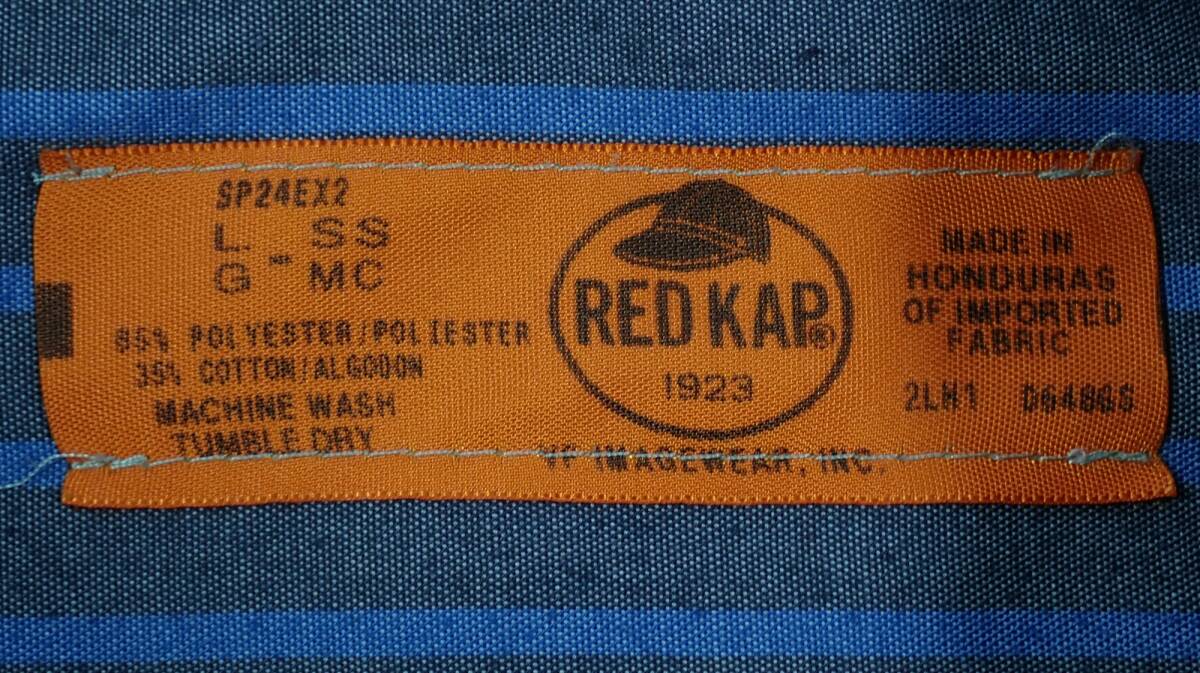 SP24EX2
L - SS
G - MC
65% POLYESTER/POLIESTER
35% COTTON/ALGODON
MACHINE WASH
TUMBLE DRY
RED KAP®
1923
VF IMAGEWEAR, INC.
MADE IN
HONDURAS
OF IMPORTED
FABRIC
2LH1 D648GS